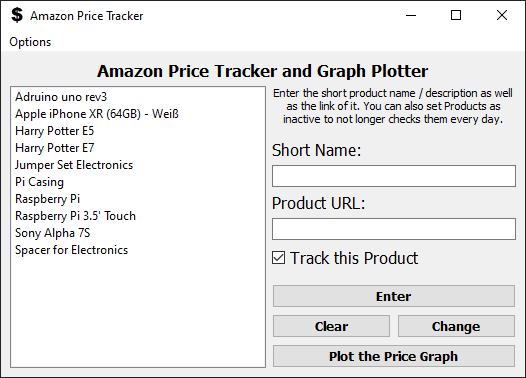 $ Amazon Price Tracker
Options
Amazon Price Tracker and Graph Plotter
Adruino uno rev3
Apple iPhone XR (64GB) - Weiß
Harry Potter E5
Harry Potter E7
Jumper Set Electronics
Pi Casing
Raspberry Pi
Raspberry Pi 3.5' Touch
Sony Alpha 7S
Spacer for Electronics
Enter the short product name / description as well
as the link of it. You can also set Products as
inactive to not longer checks them every day.
Short Name:
Product URL:
Track this Product
Enter
Clear Change
Plot the Price Graph